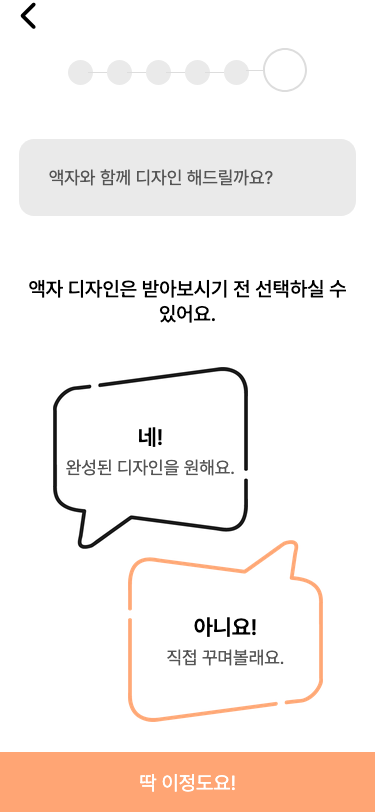 액자와 함께 디자인 해드릴까요?
액자 디자인은 받아보시기 전 선택하실 수
있어요.
네!
완성된 디자인을 원해요.
아니요!
직접 꾸며볼래요.
딱 이정도요!